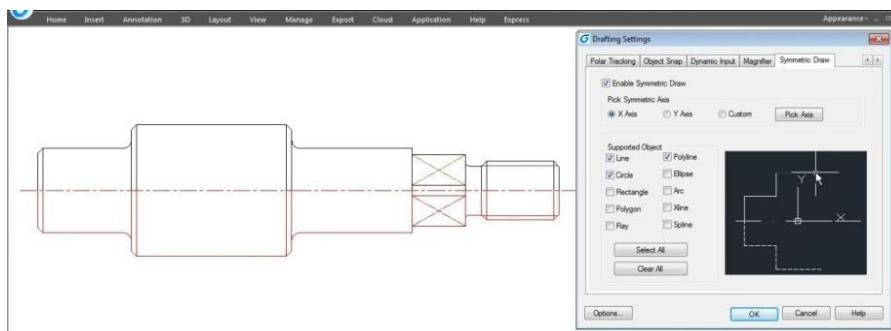 Home Insert Annotation 3D Layout View Manage Export Cloud Application Help Express Appearance
Drafting Settings
Polar Tracking Object Snap Dynamic Input Magnifier Symmetric Draw
Enable Symmetric Draw
Pick Symmetric Axis
X Axis Y Axis Custom Pick Axis
Supported Object
Line Polyline
Circle Ellipse
Rectangle Arc
Polygon Xline
Ray Spline
Select All
Clear All
Y
X
Options... OK Cancel Help